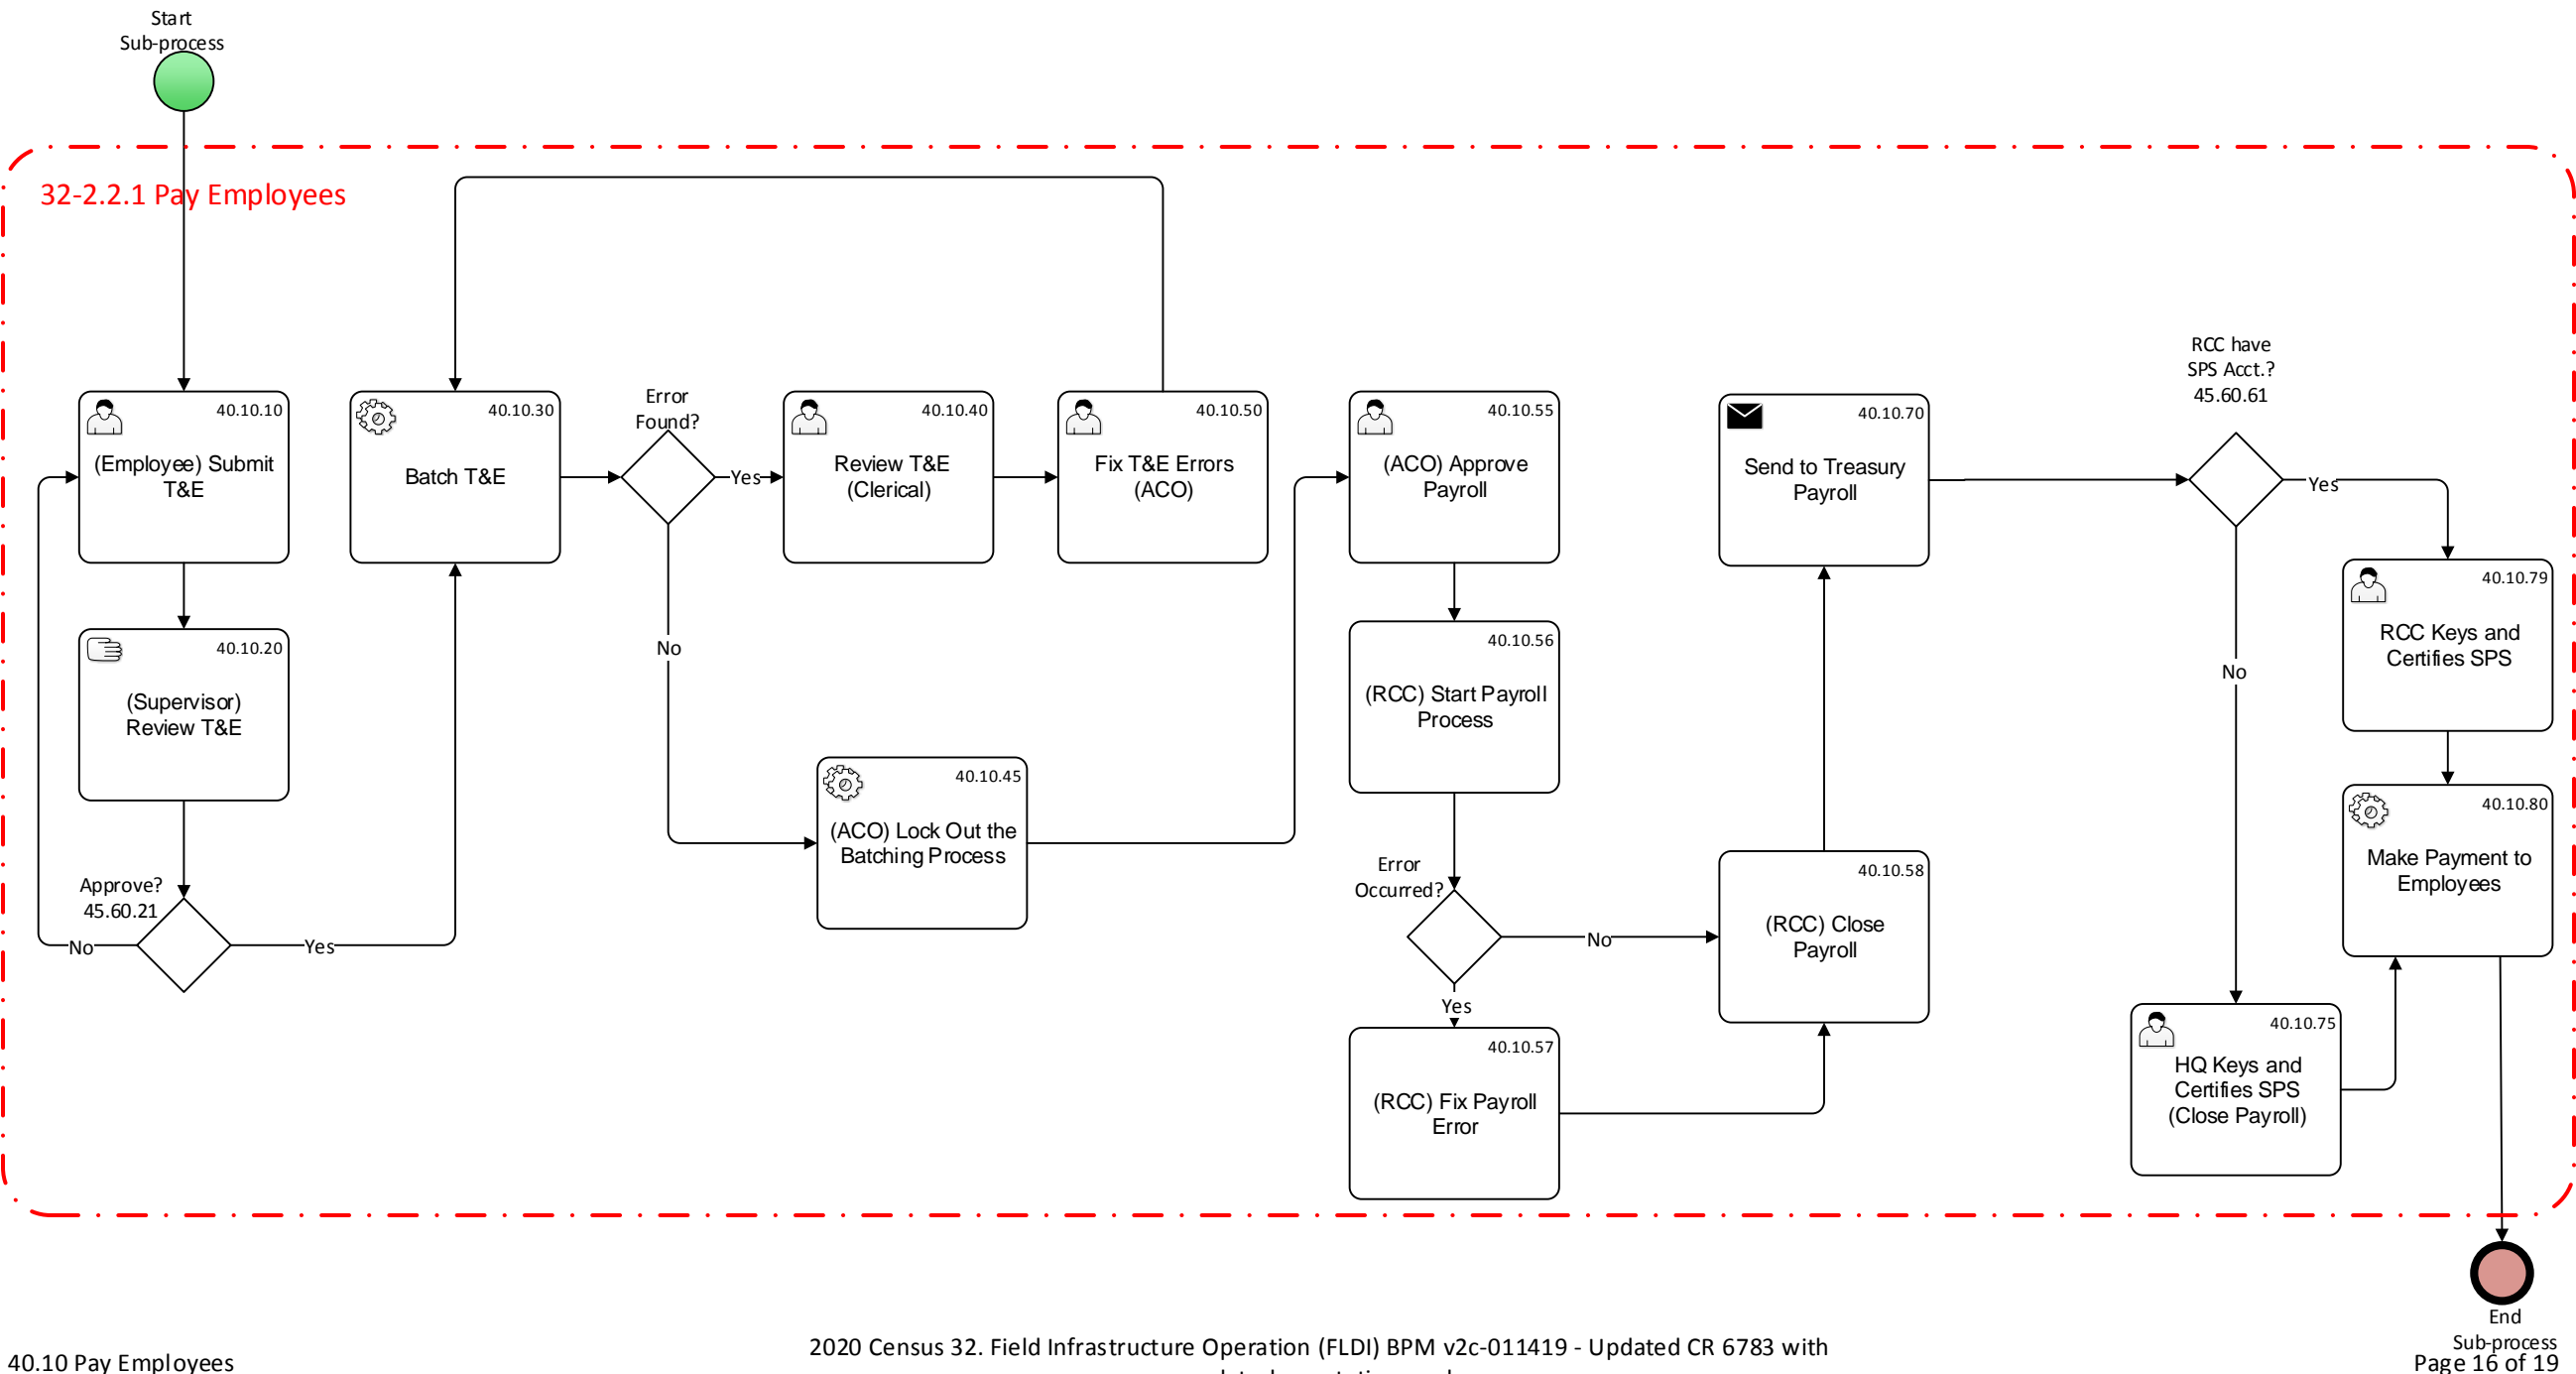 Start
Sub-process
32-2.2.1 Pay Employees
40.10.10
(Employee) Submit
T&E
40.10.20
(Supervisor)
Review T&E
Approve?
45.60.21
No
Yes
40.10.30
Batch T&E
Error
Found?
Yes
No
40.10.40
Review T&E
(Clerical)
40.10.50
Fix T&E Errors
(ACO)
40.10.45
(ACO) Lock Out the
Batching Process
40.10.55
(ACO) Approve
Payroll
40.10.56
(RCC) Start Payroll
Process
Error
Occurred?
No
Yes
40.10.57
(RCC) Fix Payroll
Error
40.10.58
(RCC) Close
Payroll
40.10.70
Send to Treasury
Payroll
RCC have
SPS Acct.?
45.60.61
Yes
No
40.10.79
RCC Keys and
Certifies SPS
40.10.80
Make Payment to
Employees
40.10.75
HQ Keys and
Certifies SPS
(Close Payroll)
End
Sub-process
40.10 Pay Employees
2020 Census 32. Field Infrastructure Operation (FLDI) BPM v2c-011419 - Updated CR 6783 with
Page 16 of 19